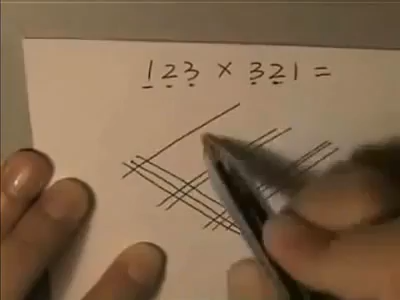 123 × 321 =